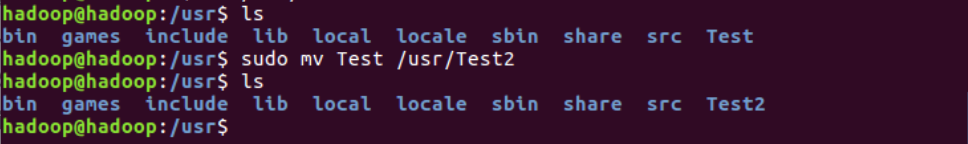 hadoop@hadoop:/usr$ ls
bin games include lib local locale sbin share src Test
hadoop@hadoop:/usr$ sudo mv Test /usr/Test2
hadoop@hadoop:/usr$ ls
bin games include lib local locale sbin share src Test2
hadoop@hadoop:/usr$